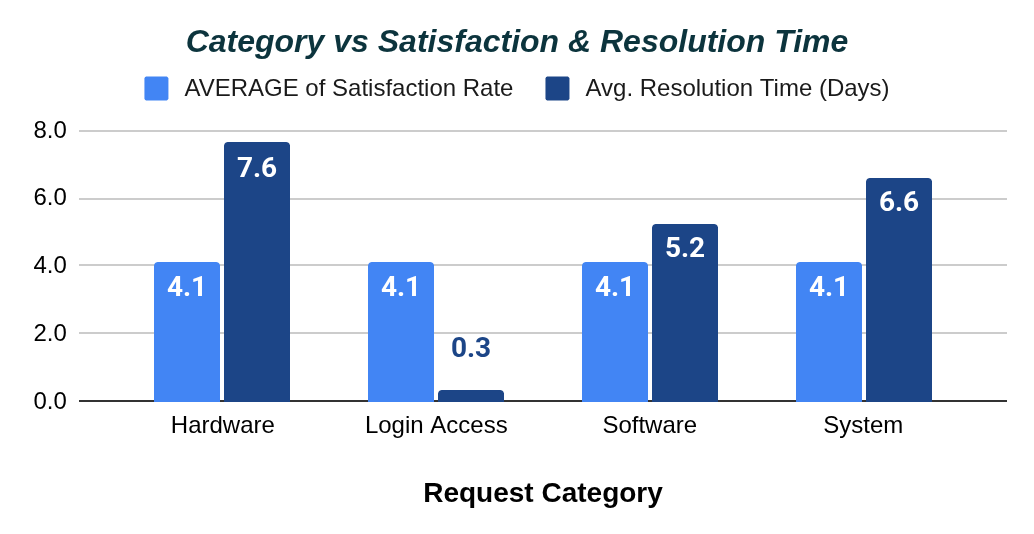 Category vs Satisfaction & Resolution Time
AVERAGE of Satisfaction Rate Avg. Resolution Time (Days)
8.0
6.0
4.0
2.0
0.0
4.1 7.6 4.1 0.3 4.1 5.2 4.1 6.6
Hardware Login Access Software System
Request Category